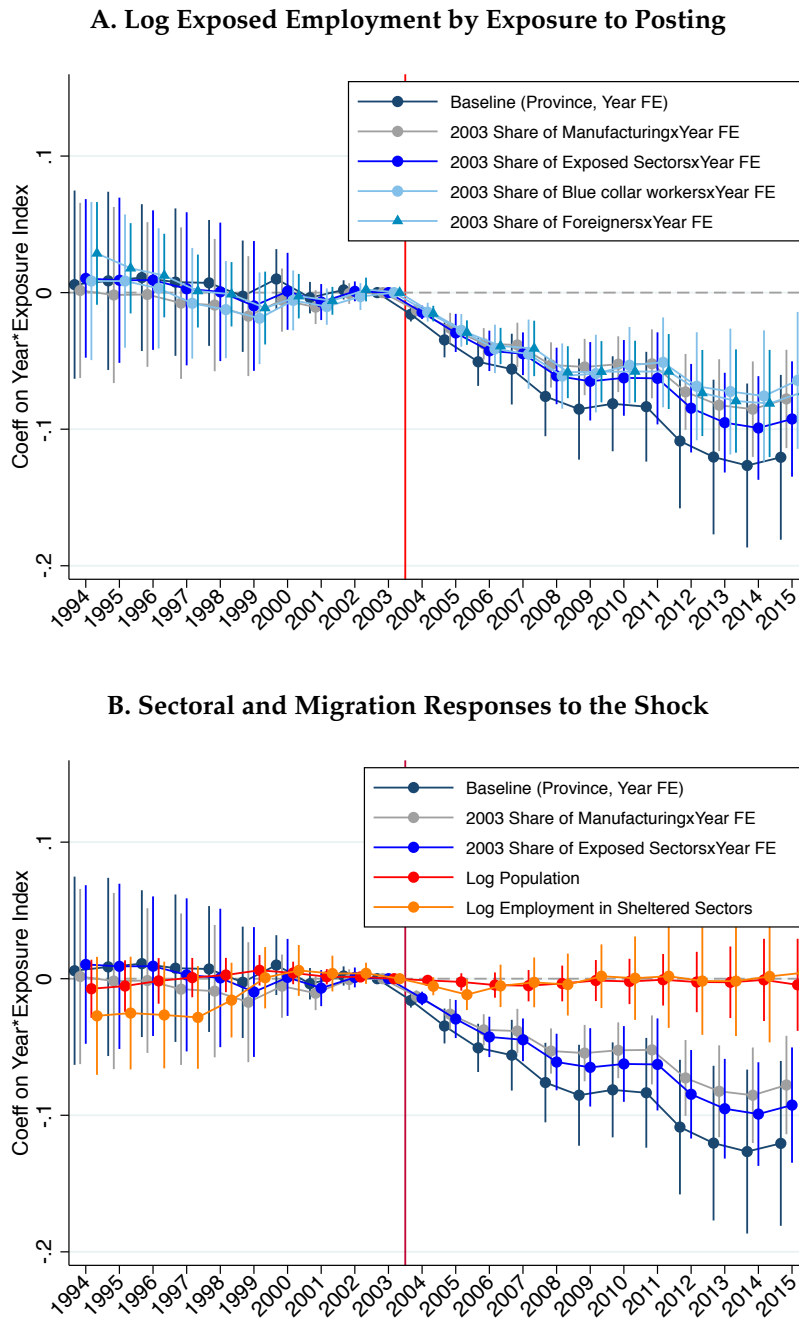 A. Log Exposed Employment by Exposure to Posting
Baseline (Province, Year FE)
2003 Share of ManufacturingxYear FE
2003 Share of Exposed SectorsxYear FE
2003 Share of Blue collar workersxYear FE
2003 Share of ForeignersxYear FE
Coeff on Year*Exposure Index
.1
0
-.1
-.2
1994 1995 1996 1997 1998 1999 2000 2001 2002 2003 2004 2005 2006 2007 2008 2009 2010 2011 2012 2013 2014 2015
B. Sectoral and Migration Responses to the Shock
Baseline (Province, Year FE)
2003 Share of ManufacturingxYear FE
2003 Share of Exposed SectorsxYear FE
Log Population
Log Employment in Sheltered Sectors
Coeff on Year*Exposure Index
.1
0
-.1
-.2
1994 1995 1996 1997 1998 1999 2000 2001 2002 2003 2004 2005 2006 2007 2008 2009 2010 2011 2012 2013 2014 2015